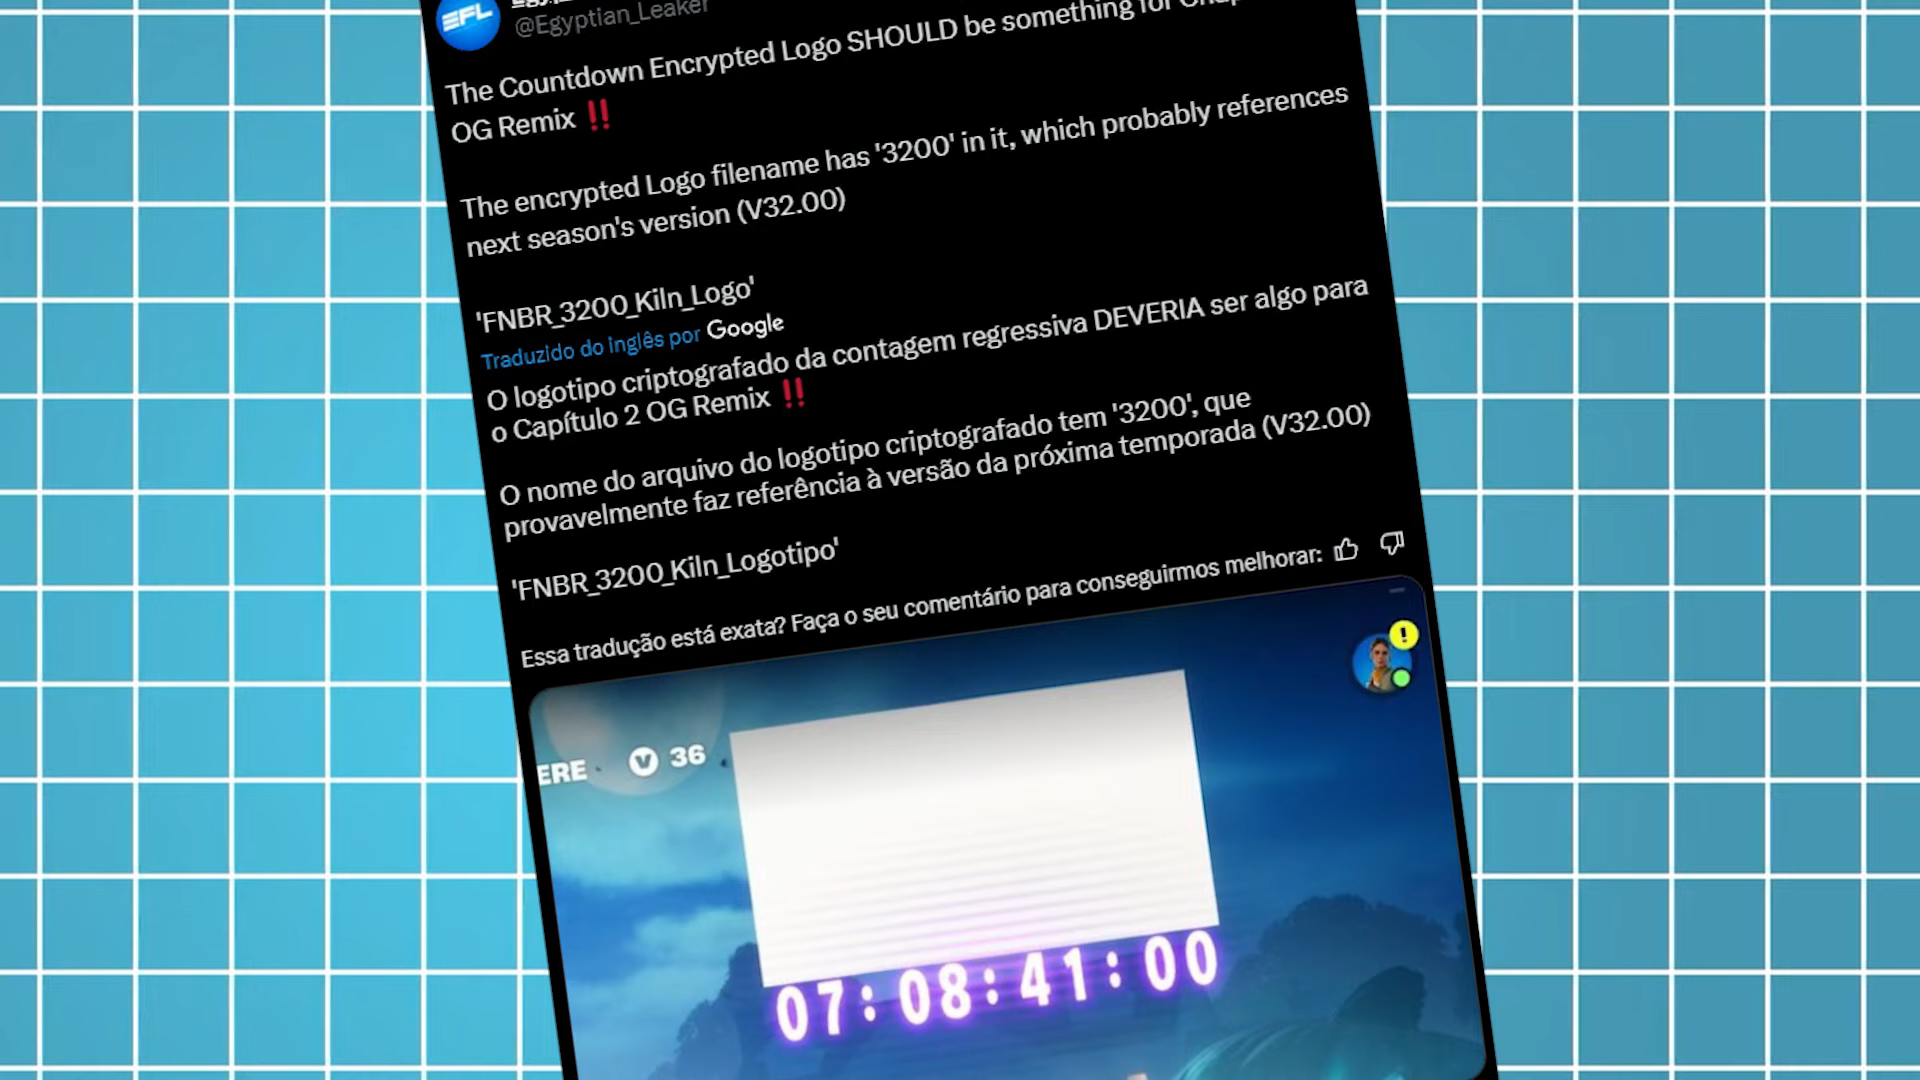 EFL
@Egyptian_Leaker
The Countdown Encrypted Logo SHOULD be something for
OG Remix ‼️
The encrypted Logo filename has '3200' in it, which probably references
next season's version (V32.00)
'FNBR_3200_Kiln_Logo'
Traduzido do inglês por Google
O logotipo criptografado da contagem regressiva DEVERIA ser algo para
o Capítulo 2 OG Remix ‼️
O nome do arquivo do logotipo criptografado tem '3200', que
provavelmente faz referência à versão da próxima temporada (V32.00)
'FNBR_3200_Kiln_Logotipo'
Essa tradução está exata? Faça o seu comentário para conseguirmos melhorar:
!
ERE V 36
07:08:41:00